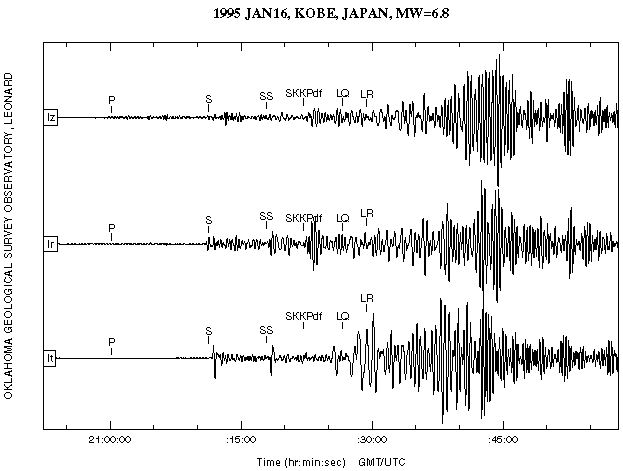 1995 JAN16, KOBE, JAPAN, MW=6.8
OKLAHOMA GEOLOGICAL SURVEY OBSERVATORY, LEONARD
lz P S SS SKKPdf LQ LR
lr P S SS SKKPdf LQ LR
lt P S SS SKKPdf LQ LR
21:00:00 :15:00 :30:00 :45:00
Time (hr:min:sec) GMT/UTC